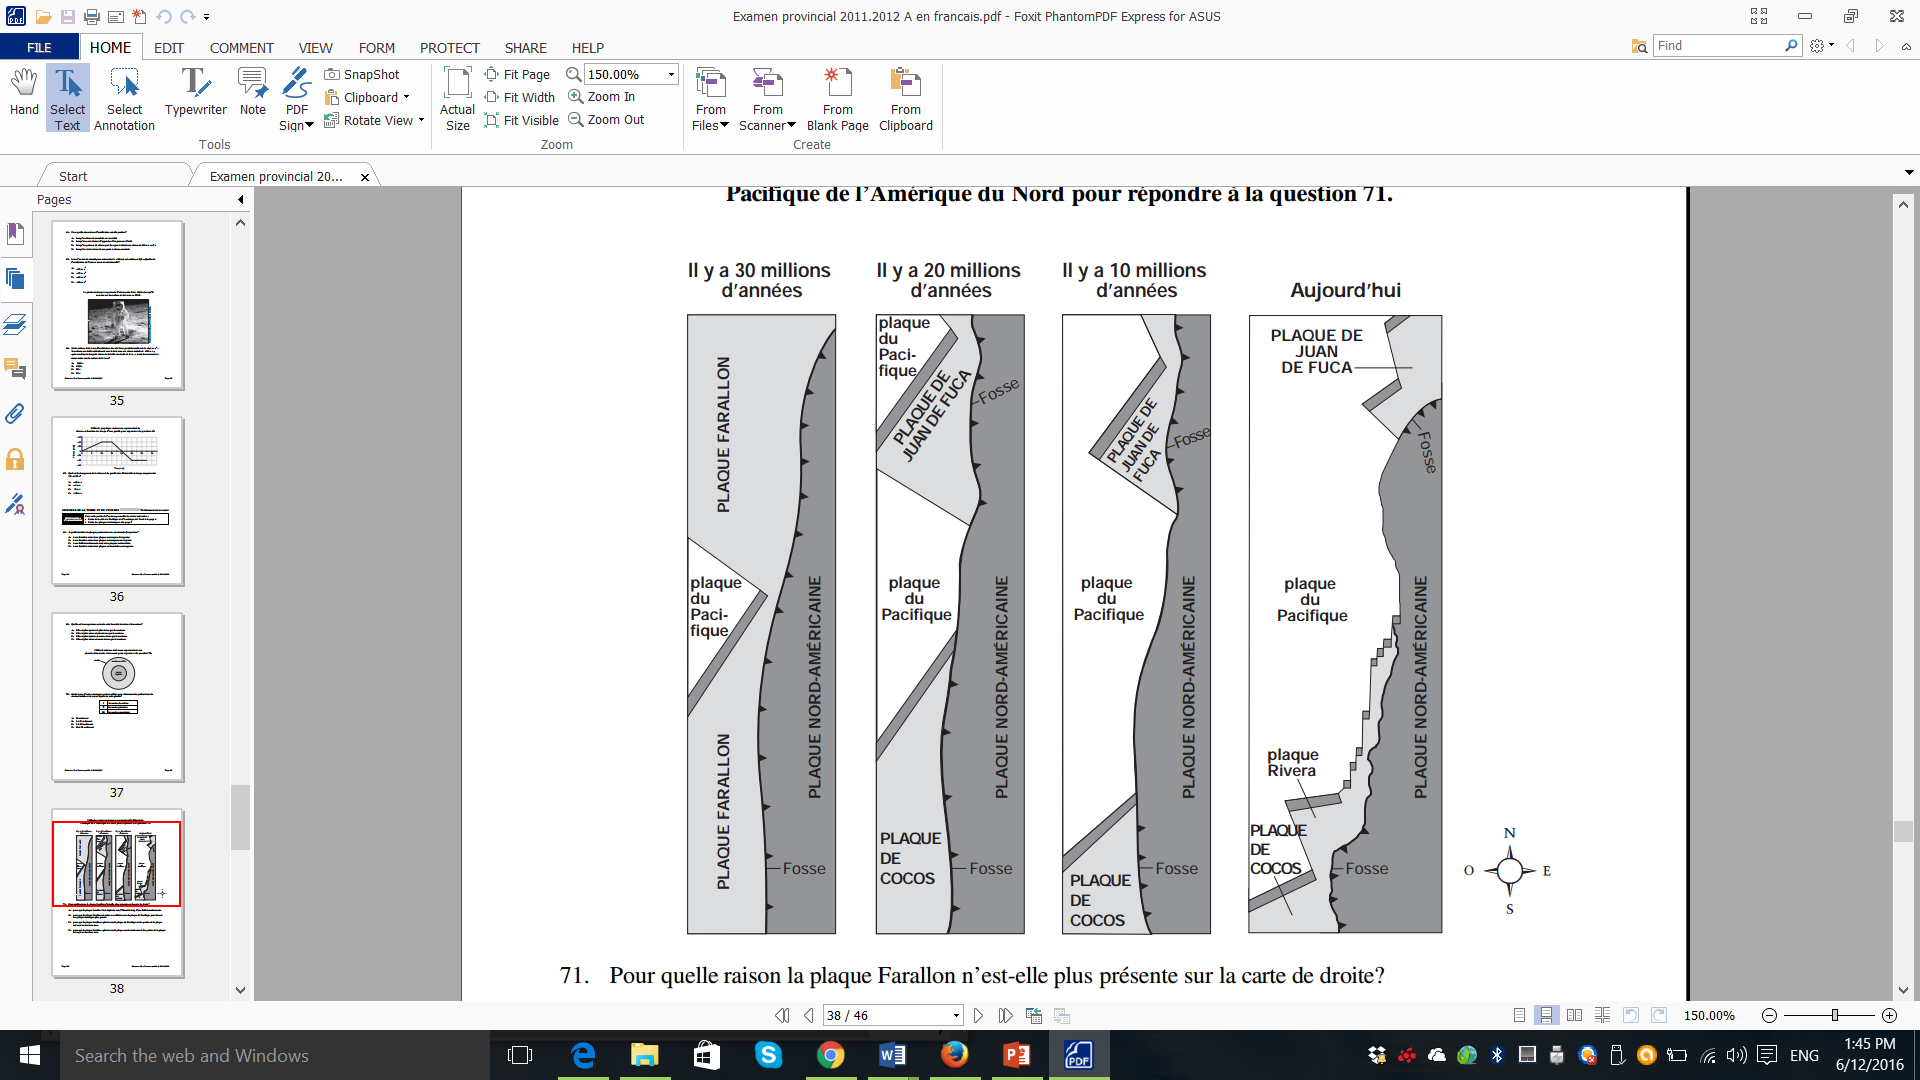 Examen provincial 2011.2012 A en francais.pdf - Foxit PhantomPDF Express for ASUS
FILE HOME EDIT COMMENT VIEW FORM PROTECT SHARE HELP
Find
Hand
Select Text
Select Annotation
Typewriter
Note
PDF Sign
SnapShot
Clipboard
Rotate View
Tools
Actual Size
Fit Page
Fit Width
Fit Visible
150.00%
Zoom In
Zoom Out
Zoom
From Files
From Scanner
From Blank Page
From Clipboard
Create
Start
Examen provincial 20...
Pages
35
36
37
38
Pacifique de l'Amérique du Nord pour répondre à la question 71.
Il y a 30 millions
d'années
PLAQUE FARALLON
plaque
du
Paci-
fique
PLAQUE FARALLON
PLAQUE NORD-AMÉRICAINE
Fosse
Il y a 20 millions
d'années
plaque
du
Paci-
fique
PLAQUE DE
JUAN DE FUCA
Fosse
plaque
du
Pacifique
PLAQUE NORD-AMÉRICAINE
PLAQUE
DE
COCOS
Fosse
Il y a 10 millions
d'années
PLAQUE DE
JUAN DE
FUCA
Fosse
plaque
du
Pacifique
PLAQUE NORD-AMÉRICAINE
PLAQUE
DE
COCOS
Fosse
Aujourd'hui
PLAQUE DE
JUAN
DE FUCA
Fosse
plaque
du
Pacifique
PLAQUE NORD-AMÉRICAINE
plaque
Rivera
PLAQUE
DE
COCOS
Fosse
N
O E
S
71. Pour quelle raison la plaque Farallon n'est-elle plus présente sur la carte de droite?
38 / 46
150.00%
Search the web and Windows
ENG
1:45 PM
6/12/2016